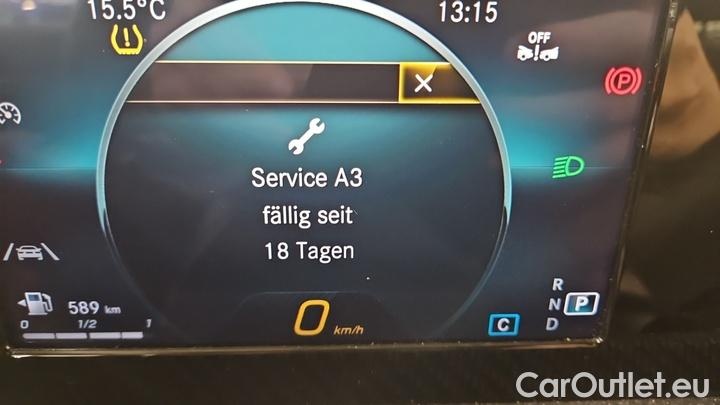 15.5°C
13:15
OFF
Service A3
fällig seit
18 Tagen
589 km
0 1/2 1
0 km/h
C
R
N P
D
CarOutlet.eu